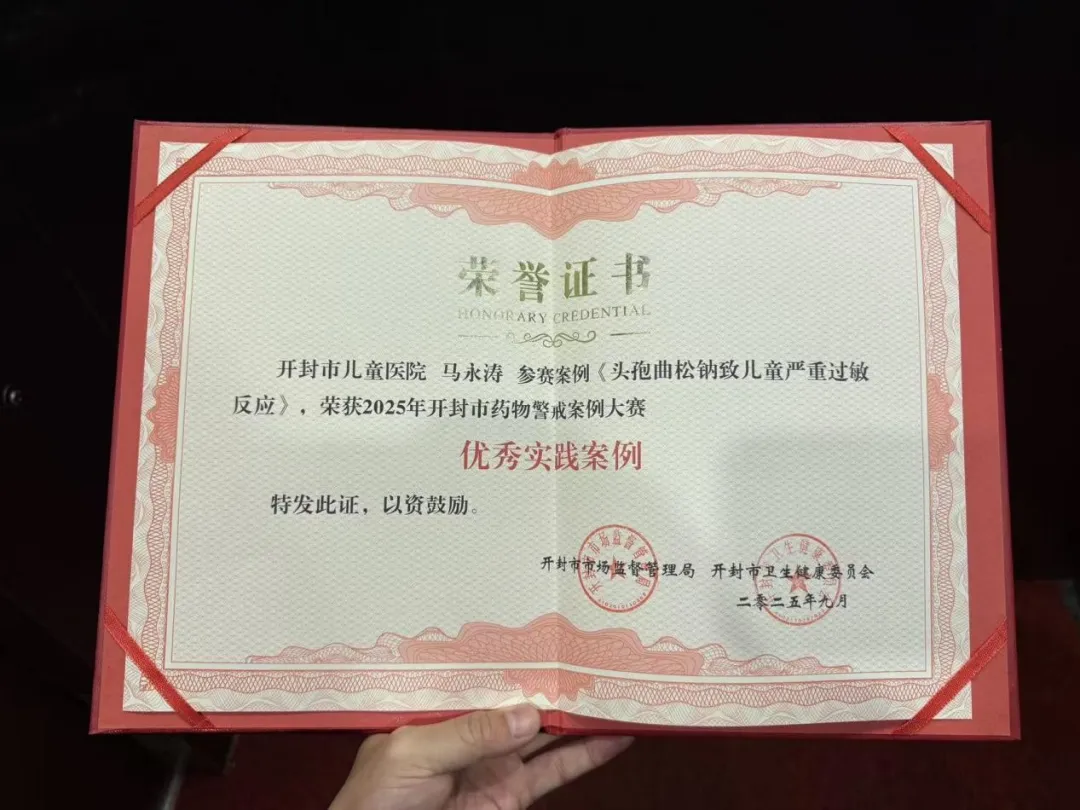 荣誉证书
HONORARY CREDENTIAL
开封市儿童医院 马永涛 参赛案例《头孢曲松钠致儿童严重过敏
反应》，荣获2025年开封市药物警戒案例大赛
优秀实践案例
特发此证，以资鼓励。
开封市市场监督管理局 开封市卫生健康委员会
二零二五年九月